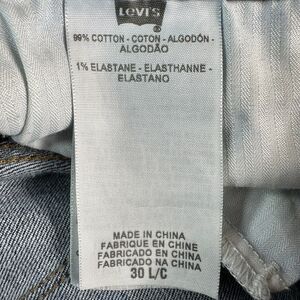 Levi's
®
99% COTTON - COTON - ALGODÓN -
ALGODÃO
1% ELASTANE - ELASTHANNE -
ELASTANO
MADE IN CHINA
FABRIQUE EN CHINE
FABRICADO EN CHINA
FABRICADO NA CHINA
30 L/C